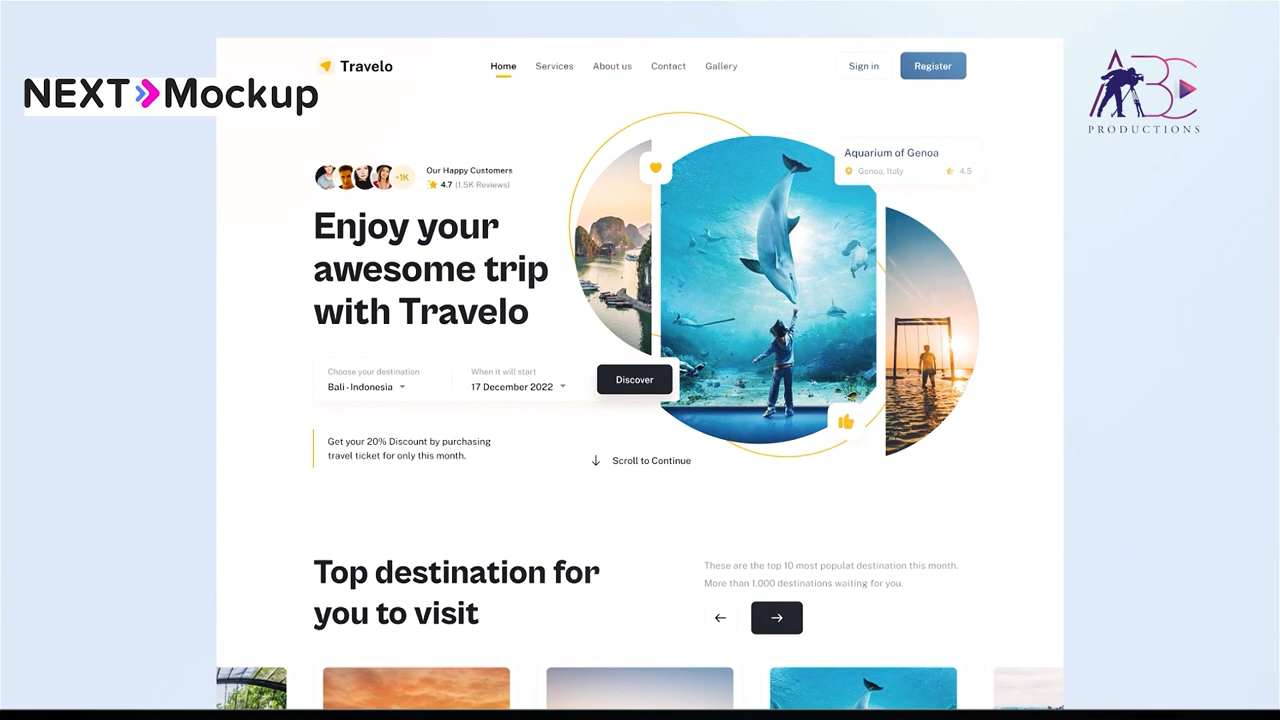 NEXT Mockup
ABC
PRODUCTIONS
Travelo
Home Services About us Contact Gallery Sign in Register
+1K
Our Happy Customers
4.7 (1.5K Reviews)
Enjoy your
awesome trip
with Travelo
Aquarium of Genoa
Genoa, Italy 4.5
Choose your destination
Bali - Indonesia
When it will start
17 December 2022
Discover
Get your 20% Discount by purchasing
travel ticket for only this month.
Scroll to Continue
Top destination for
you to visit
These are the top 10 most populat destination this month.
More than 1.000 destinations waiting for you.